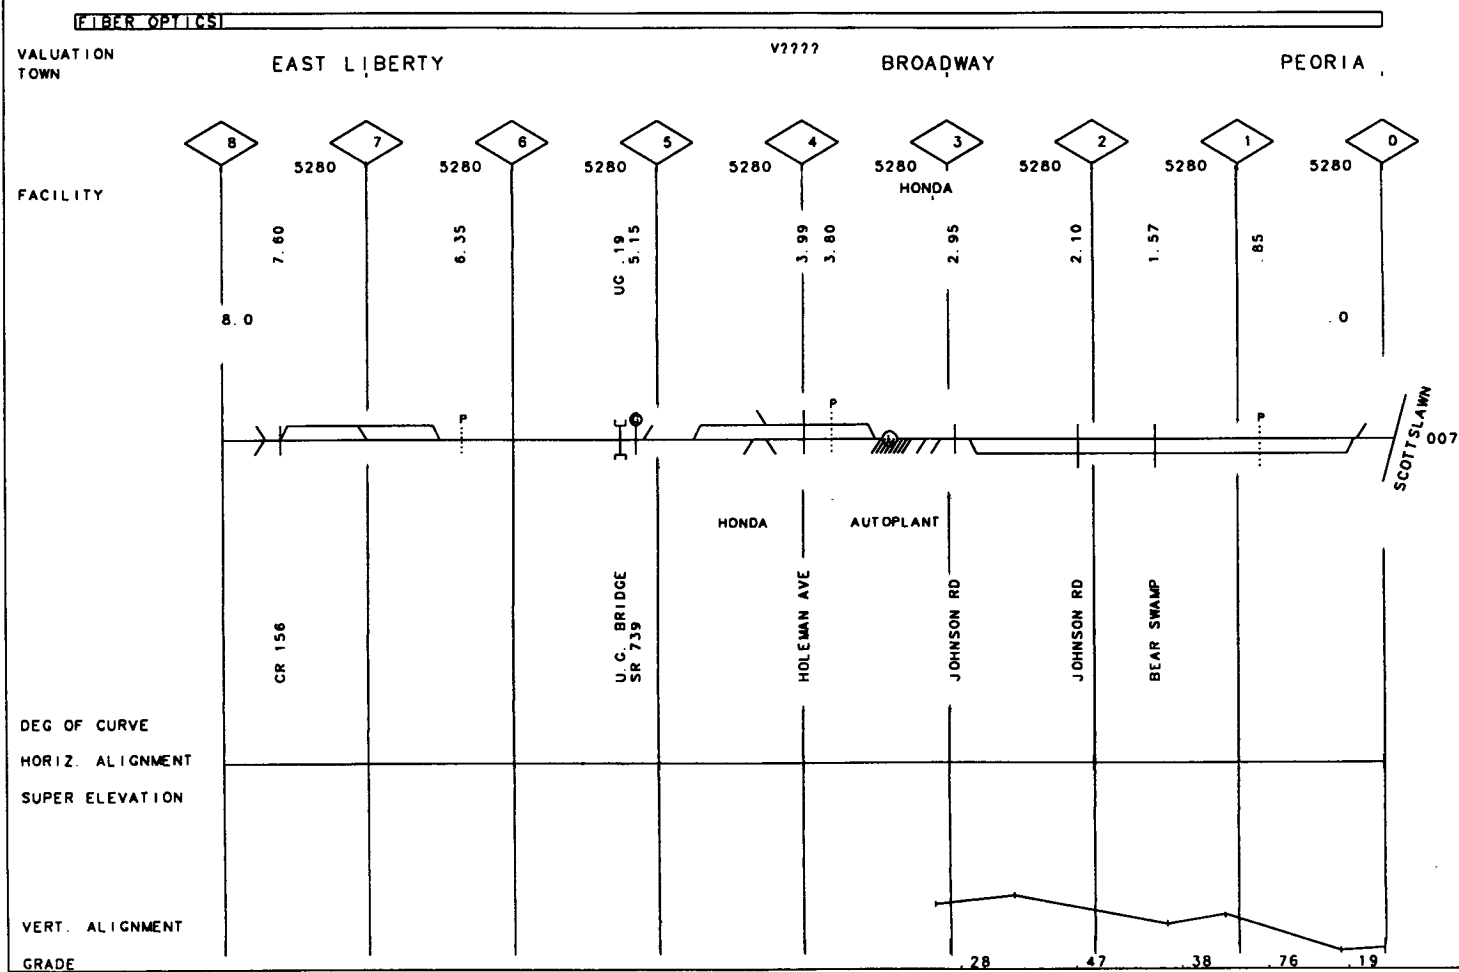 FIBER OPTICS
VALUATION
V????
TOWN
EAST LIBERTY
BROADWAY
PEORIA
8
7
6
5
4
3
2
1
0
5280
5280
5280
5280
5280
5280
5280
5280
FACILITY
HONDA
7.60
6.35
UG .19
5.15
3.99
3.80
2.95
2.10
1.57
.85
8.0
.0
P
P
P
SCOTTSLAWN
007
HONDA
AUTOPLANT
CR 156
U.G. BRIDGE
SR 739
HOLEMAN AVE
JOHNSON RD
JOHNSON RD
BEAR SWAMP
DEG OF CURVE
HORIZ. ALIGNMENT
SUPER ELEVATION
VERT. ALIGNMENT
GRADE
.28
.47
.38
.76
.19